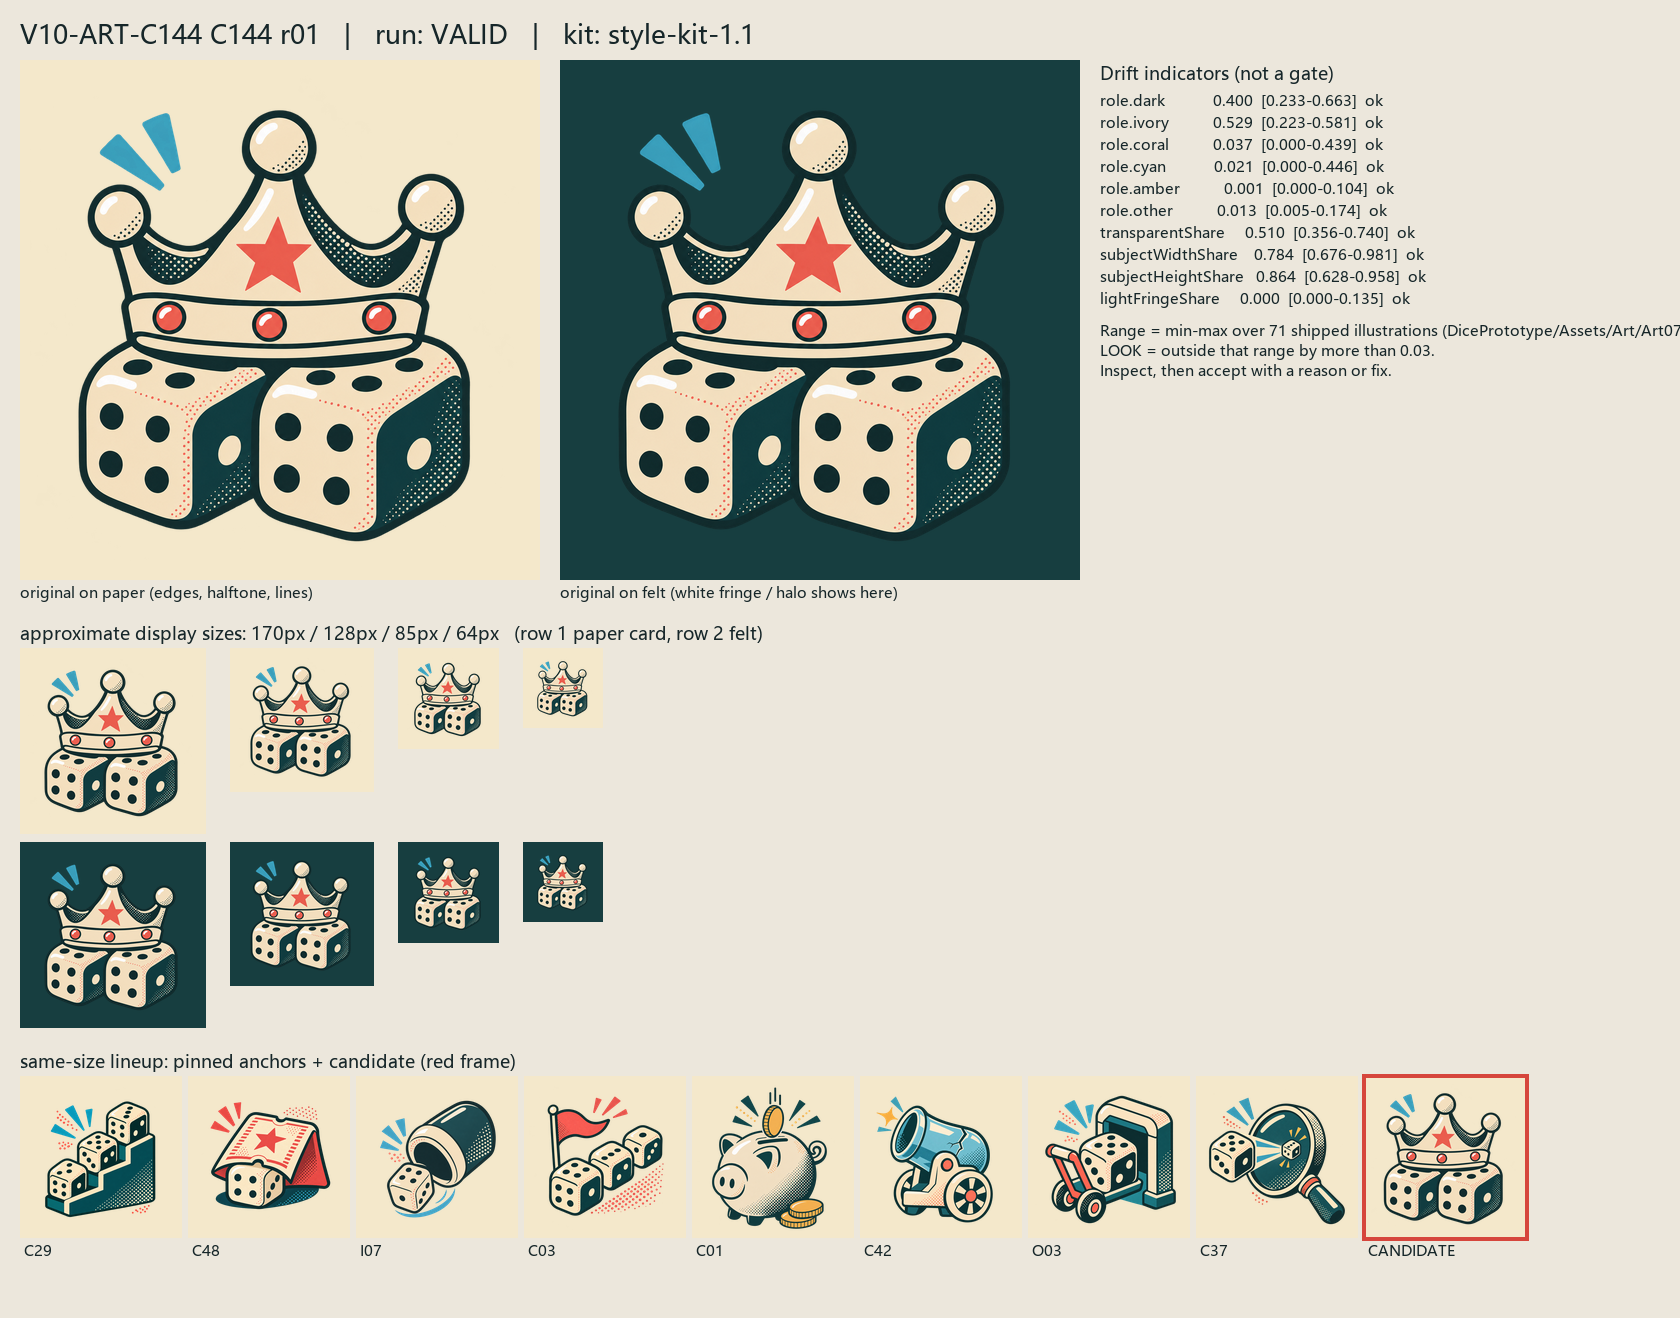 V10-ART-C144 C144 r01 | run: VALID | kit: style-kit-1.1
Drift indicators (not a gate)
role.dark 0.400 [0.233-0.663] ok
role.ivory 0.529 [0.223-0.581] ok
role.coral 0.037 [0.000-0.439] ok
role.cyan 0.021 [0.000-0.446] ok
role.amber 0.001 [0.000-0.104] ok
role.other 0.013 [0.005-0.174] ok
transparentShare 0.510 [0.356-0.740] ok
subjectWidthShare 0.784 [0.676-0.981] ok
subjectHeightShare 0.864 [0.628-0.958] ok
lightFringeShare 0.000 [0.000-0.135] ok
Range = min-max over 71 shipped illustrations (DicePrototype/Assets/Art/Art07
LOOK = outside that range by more than 0.03.
Inspect, then accept with a reason or fix.
original on paper (edges, halftone, lines)
original on felt (white fringe / halo shows here)
approximate display sizes: 170px / 128px / 85px / 64px (row 1 paper card, row 2 felt)
same-size lineup: pinned anchors + candidate (red frame)
C29
C48
I07
C03
C01
C42
O03
C37
CANDIDATE